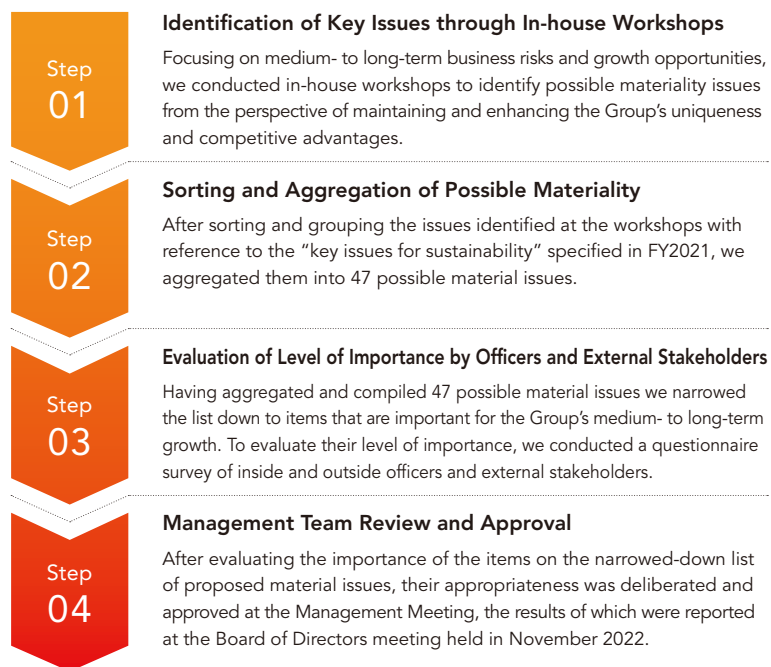 Step
01
Identification of Key Issues through In-house Workshops
Focusing on medium- to long-term business risks and growth opportunities,
we conducted in-house workshops to identify possible materiality issues
from the perspective of maintaining and enhancing the Group’s uniqueness
and competitive advantages.
Step
02
Sorting and Aggregation of Possible Materiality
After sorting and grouping the issues identified at the workshops with
reference to the “key issues for sustainability” specified in FY2021, we
aggregated them into 47 possible material issues.
Step
03
Evaluation of Level of Importance by Officers and External Stakeholders
Having aggregated and compiled 47 possible material issues we narrowed
the list down to items that are important for the Group’s medium- to long-term
growth. To evaluate their level of importance, we conducted a questionnaire
survey of inside and outside officers and external stakeholders.
Step
04
Management Team Review and Approval
After evaluating the importance of the items on the narrowed-down list
of proposed material issues, their appropriateness was deliberated and
approved at the Management Meeting, the results of which were reported
at the Board of Directors meeting held in November 2022.